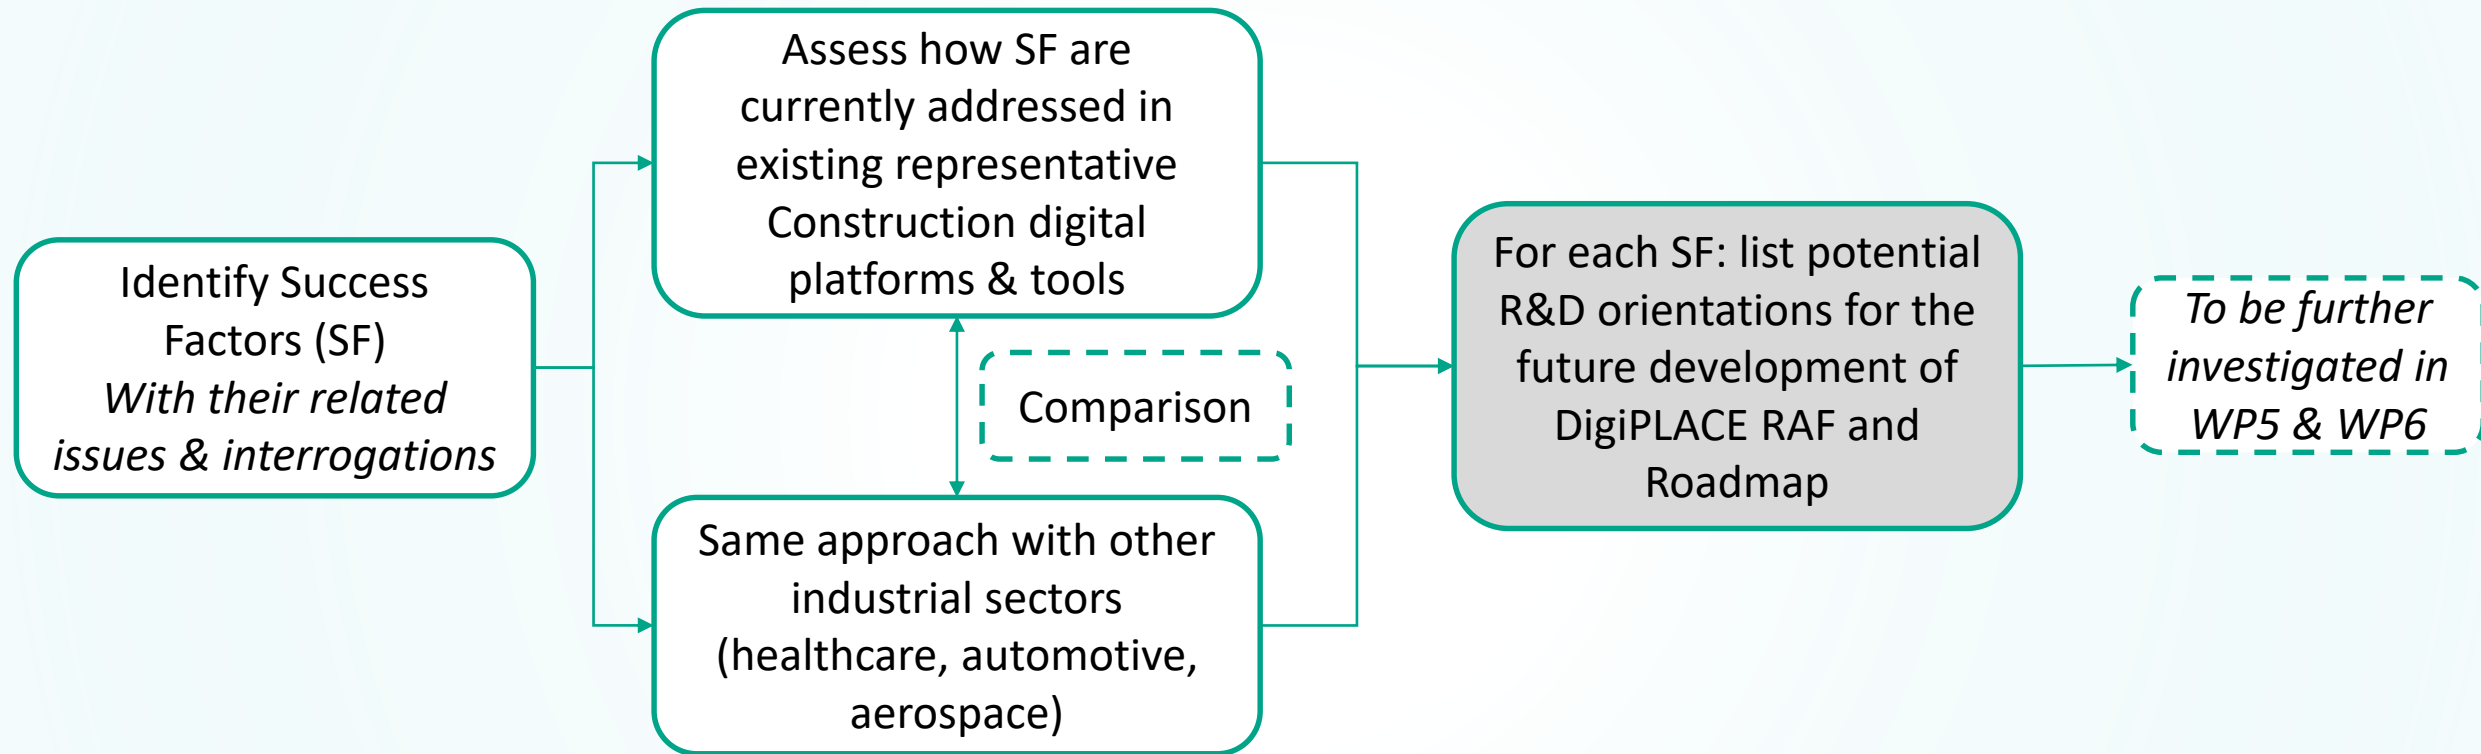 Identify Success
Factors (SF)
With their related
issues & interrogations
Assess how SF are
currently addressed in
existing representative
Construction digital
platforms & tools
Comparison
Same approach with other
industrial sectors
(healthcare, automotive,
aerospace)
For each SF: list potential
R&D orientations for the
future development of
DigiPLACE RAF and
Roadmap
To be further
investigated in
WP5 & WP6